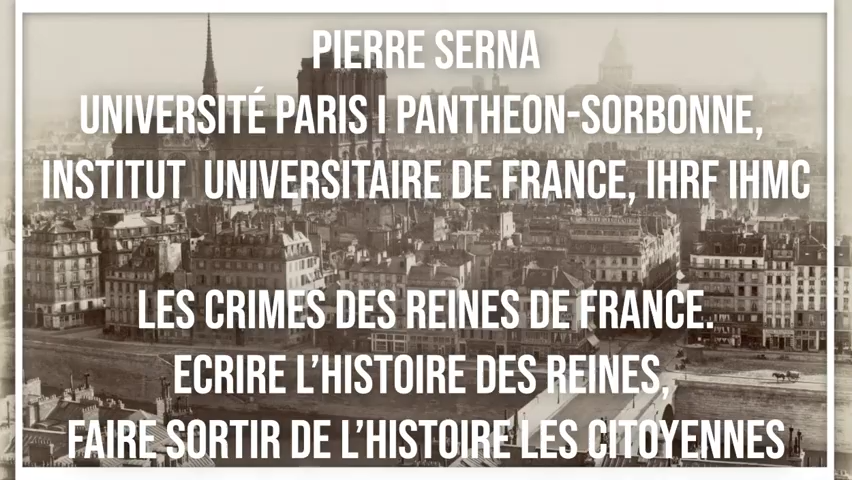 PIERRE SERNA
UNIVERSITÉ PARIS I PANTHEON-SORBONNE,
INSTITUT UNIVERSITAIRE DE FRANCE, IHRF IHMC
LES CRIMES DES REINES DE FRANCE.
ECRIRE L'HISTOIRE DES REINES,
FAIRE SORTIR DE L'HISTOIRE LES CITOYENNES